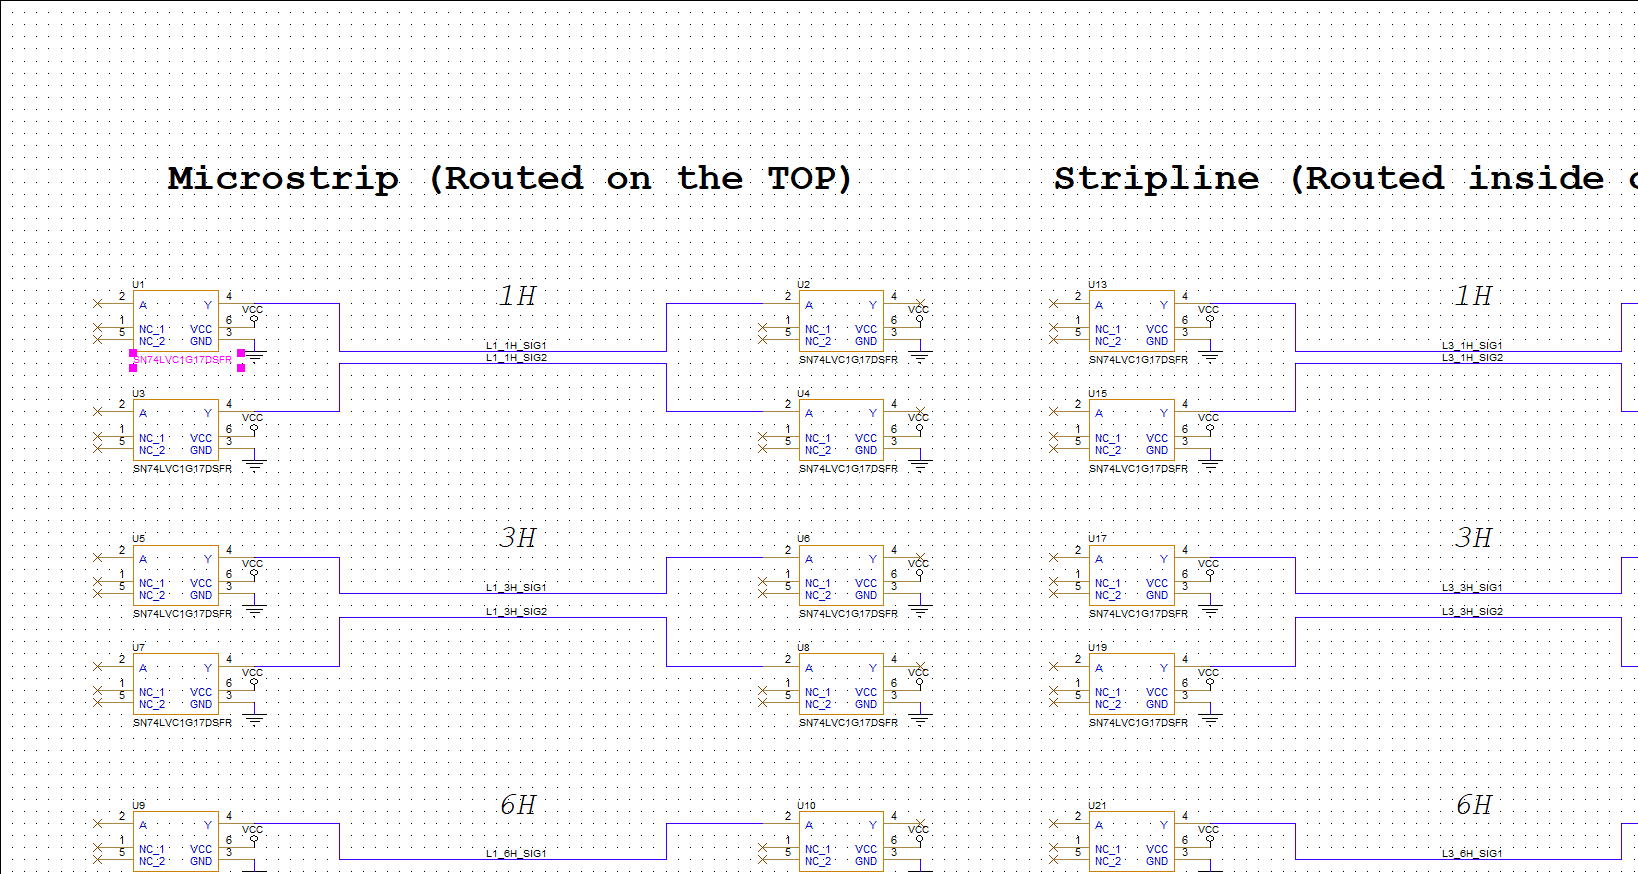 Microstrip (Routed on the TOP) Stripline (Routed inside
U1 1H U2 U13 1H
2 A Y 4 2 A Y 4 2 A Y 4
VCC VCC VCC
1 NC_1 VCC 6 1 NC_1 VCC 6 1 NC_1 VCC 6
5 NC_2 GND 3 5 NC_2 GND 3 5 NC_2 GND 3
L1_1H_SIG1 L3_1H_SIG1
SN74LVC1G17DSFR L1_1H_SIG2 SN74LVC1G17DSFR SN74LVC1G17DSFR L3_1H_SIG2
U3 U4 U15
2 A Y 4 2 A Y 4 2 A Y 4
VCC VCC VCC
1 NC_1 VCC 6 1 NC_1 VCC 6 1 NC_1 VCC 6
5 NC_2 GND 3 5 NC_2 GND 3 5 NC_2 GND 3
SN74LVC1G17DSFR SN74LVC1G17DSFR SN74LVC1G17DSFR
U5 3H U6 U17 3H
2 A Y 4 2 A Y 4 2 A Y 4
VCC VCC VCC
1 NC_1 VCC 6 1 NC_1 VCC 6 1 NC_1 VCC 6
5 NC_2 GND 3 L1_3H_SIG1 5 NC_2 GND 3 5 NC_2 GND 3 L3_3H_SIG1
SN74LVC1G17DSFR L1_3H_SIG2 SN74LVC1G17DSFR SN74LVC1G17DSFR L3_3H_SIG2
U7 U8 U19
2 A Y 4 2 A Y 4 2 A Y 4
VCC VCC VCC
1 NC_1 VCC 6 1 NC_1 VCC 6 1 NC_1 VCC 6
5 NC_2 GND 3 5 NC_2 GND 3 5 NC_2 GND 3
SN74LVC1G17DSFR SN74LVC1G17DSFR SN74LVC1G17DSFR
U9 6H U10 U21 6H
2 A Y 4 2 A Y 4 2 A Y 4
VCC VCC VCC
1 NC_1 VCC 6 1 NC_1 VCC 6 1 NC_1 VCC 6
5 NC_2 GND 3 L1_6H_SIG1 5 NC_2 GND 3 5 NC_2 GND 3 L3_6H_SIG1